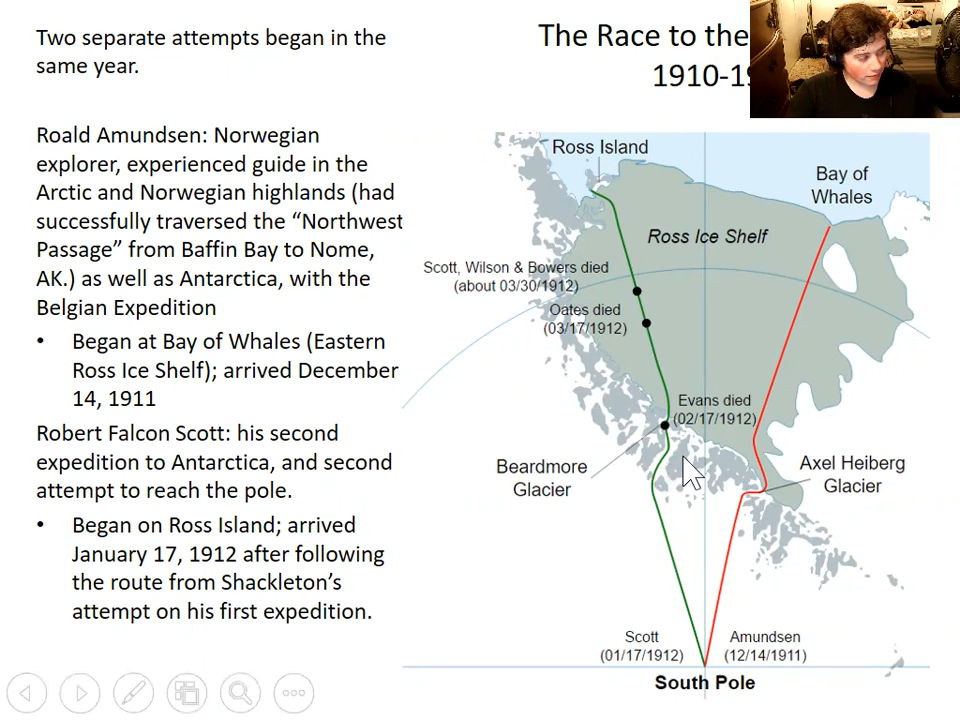 Two separate attempts began in the
same year.
The Race to the
1910-1
Roald Amundsen: Norwegian
explorer, experienced guide in the
Arctic and Norwegian highlands (had
successfully traversed the “Northwest
Passage” from Baffin Bay to Nome,
AK.) as well as Antarctica, with the
Belgian Expedition
• Began at Bay of Whales (Eastern
Ross Ice Shelf); arrived December
14, 1911
Robert Falcon Scott: his second
expedition to Antarctica, and second
attempt to reach the pole.
• Began on Ross Island; arrived
January 17, 1912 after following
the route from Shackleton’s
attempt on his first expedition.
Ross Island
Bay of
Whales
Ross Ice Shelf
Scott, Wilson & Bowers died
(about 03/30/1912)
Oates died
(03/17/1912)
Evans died
(02/17/1912)
Beardmore
Glacier
Axel Heiberg
Glacier
Scott
(01/17/1912)
Amundsen
(12/14/1911)
South Pole